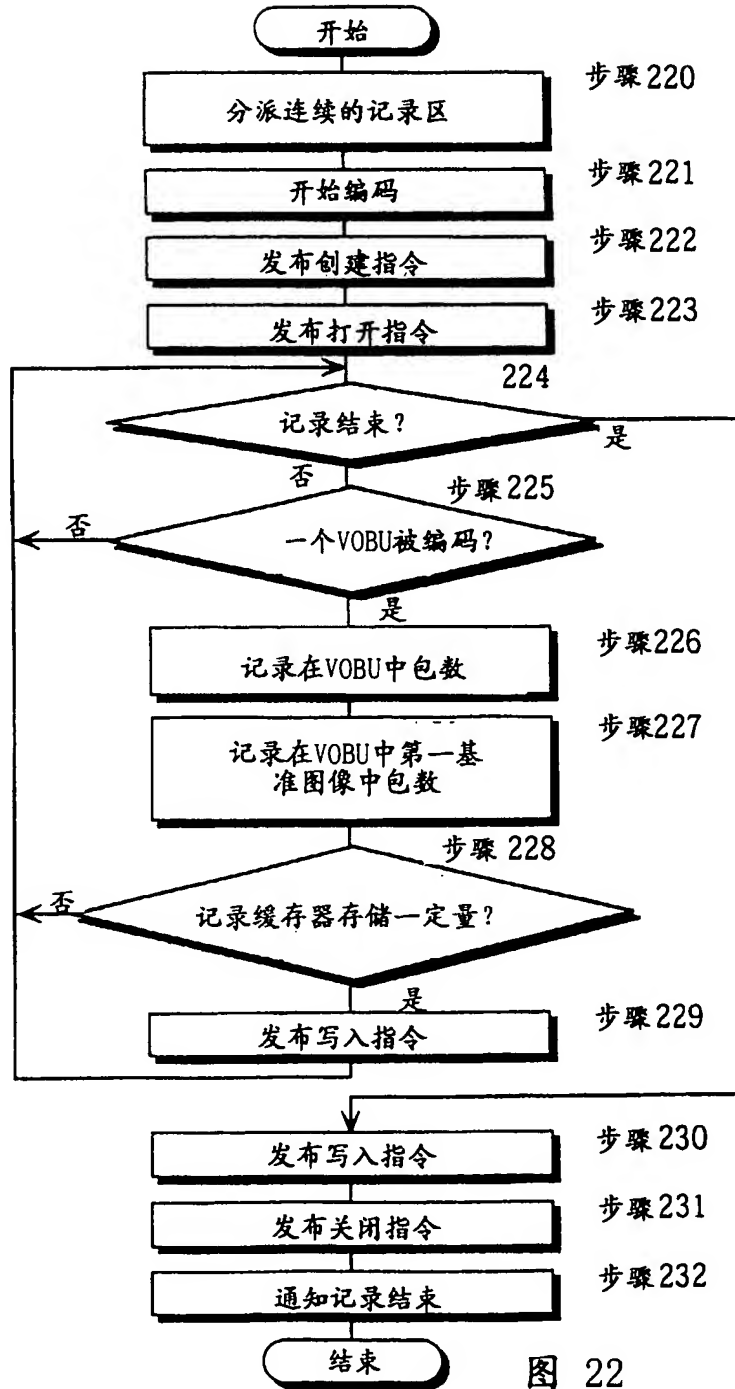 开始
步骤220
分派连续的记录区
步骤221
开始编码
步骤222
发布创建指令
步骤223
发布打开指令
224
记录结束?
是
否
步骤225
否
一个VOBU被编码?
是
步骤226
记录在VOBU中包数
步骤227
记录在VOBU中第一基
准图像中包数
步骤228
否
记录缓存器存储一定量?
是
步骤229
发布写入指令
步骤230
发布写入指令
步骤231
发布关闭指令
步骤232
通知记录结束
结束
图 22